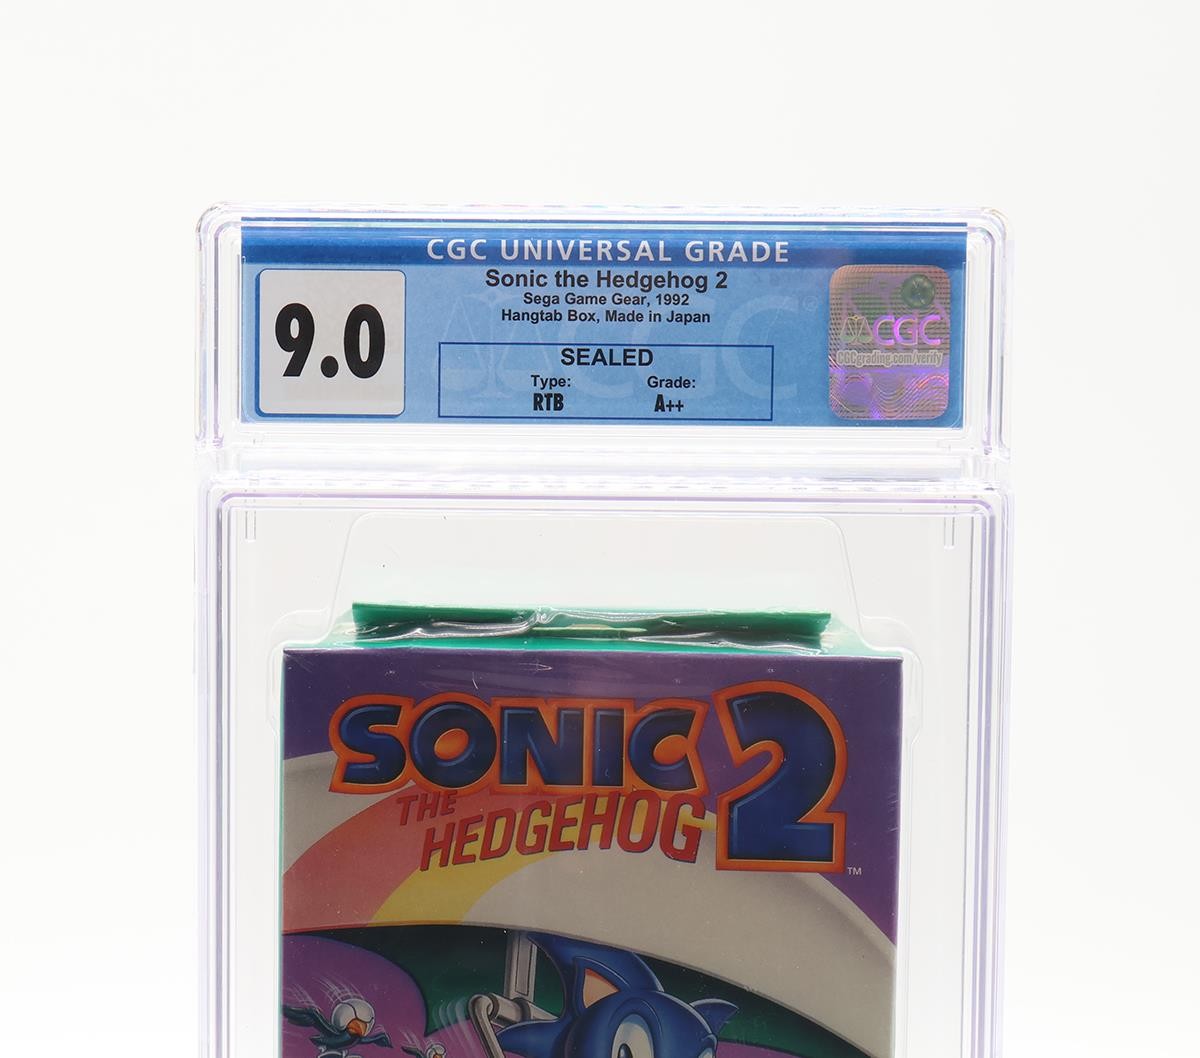 CGC UNIVERSAL GRADE
Sonic the Hedgehog 2
Sega Game Gear, 1992
Hangtab Box, Made in Japan
9.0
CGC®
SEALED
Type: Grade:
RTB A++
CGC
CGCgrading.com/verify
SONIC 2
THE
HEDGEHOG
TM